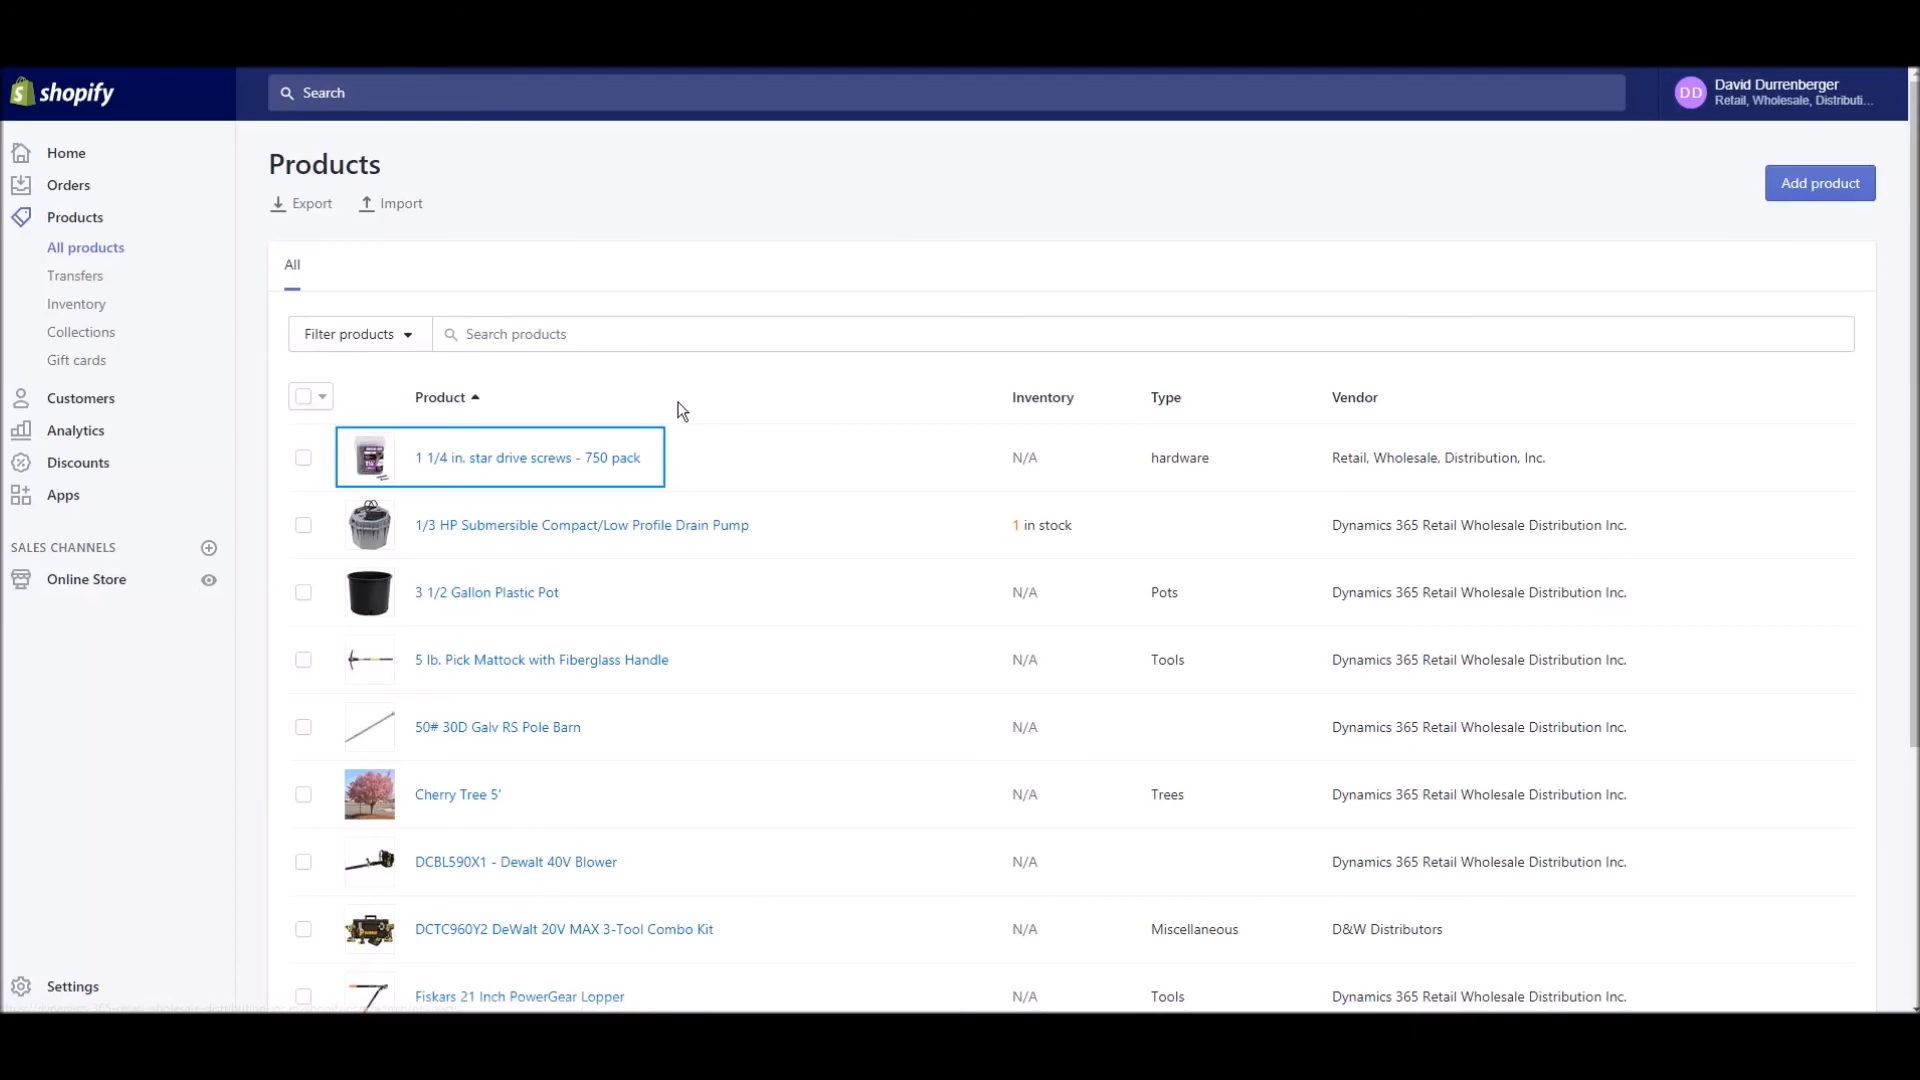 shopify
Search
David Durrenberger
Retail, Wholesale, Distributi...
DD
Home
Orders
Products
All products
Transfers
Inventory
Collections
Gift cards
Customers
Analytics
Discounts
Apps
SALES CHANNELS
Online Store
Settings
Products
Export Import
Add product
All
Filter products Search products
Product Inventory Type Vendor
1 1/4 in. star drive screws - 750 pack N/A hardware Retail, Wholesale, Distribution, Inc.
1/3 HP Submersible Compact/Low Profile Drain Pump 1 in stock Dynamics 365 Retail Wholesale Distribution Inc.
3 1/2 Gallon Plastic Pot N/A Pots Dynamics 365 Retail Wholesale Distribution Inc.
5 lb. Pick Mattock with Fiberglass Handle N/A Tools Dynamics 365 Retail Wholesale Distribution Inc.
50# 30D Galv RS Pole Barn N/A Dynamics 365 Retail Wholesale Distribution Inc.
Cherry Tree 5' N/A Trees Dynamics 365 Retail Wholesale Distribution Inc.
DCBL590X1 - Dewalt 40V Blower N/A Dynamics 365 Retail Wholesale Distribution Inc.
DCTC960Y2 DeWalt 20V MAX 3-Tool Combo Kit N/A Miscellaneous D&W Distributors
Fiskars 21 Inch PowerGear Lopper N/A Tools Dynamics 365 Retail Wholesale Distribution Inc.